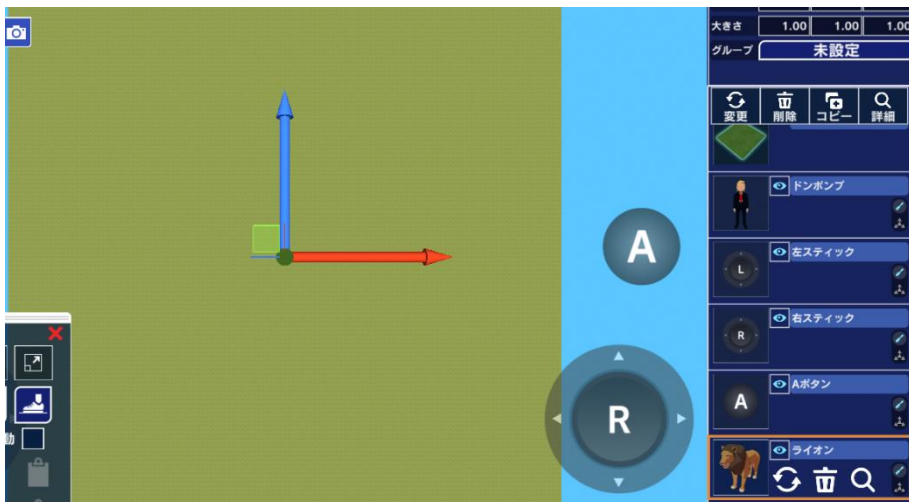 大きさ 1.00 1.00 1.00
グループ 未設定
変更 削除 コピー 詳細
ドンポンプ
左スティック
L
右スティック
R
Aボタン
A
ライオン
A
R
動